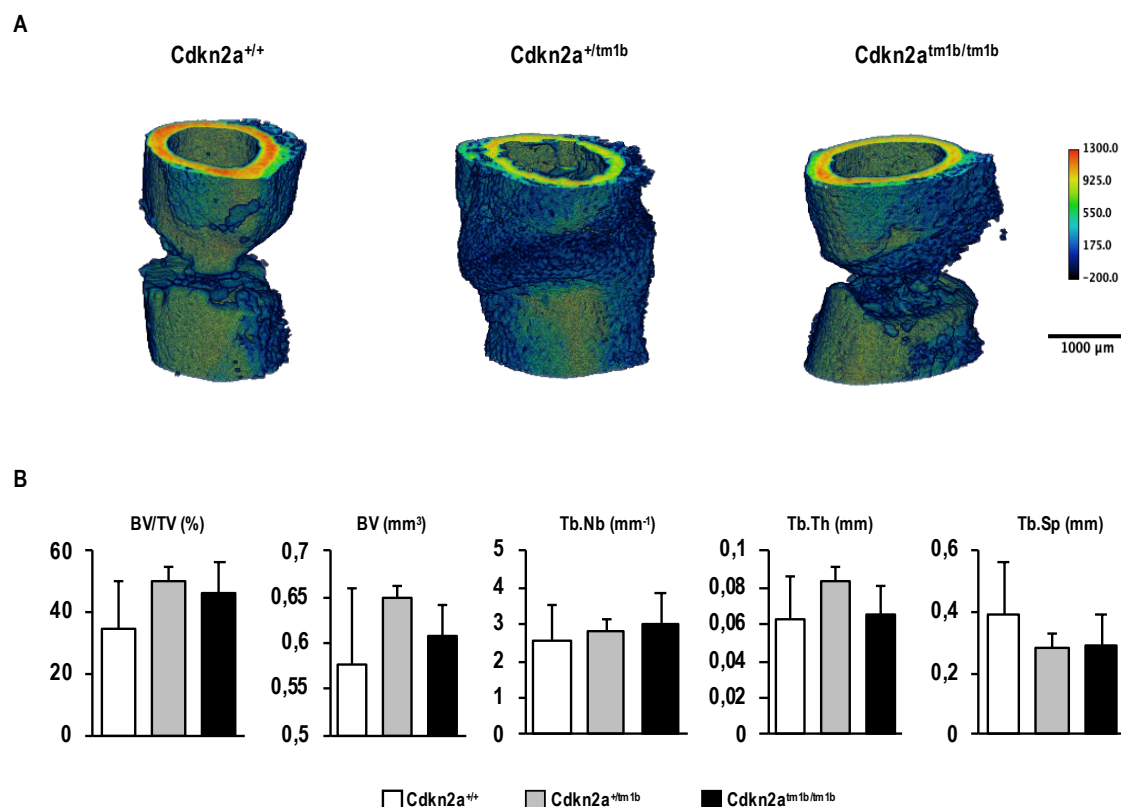 A
Cdkn2a+/+ Cdkn2a+/tm1b Cdkn2atm1b/tm1b
1300.0
925.0
550.0
175.0
−200.0
1000 µm
B
BV/TV (%) BV (mm³) Tb.Nb (mm⁻¹) Tb.Th (mm) Tb.Sp (mm)
60 0,7 5 0,1 0,6
40 0,65 4 0,08 0,4
20 0,6 3 0,06 0,2
0 0,55 2 0,04 0
0,5 1 0,02
0 0
Cdkn2a+/+ Cdkn2a+/tm1b Cdkn2atm1b/tm1b